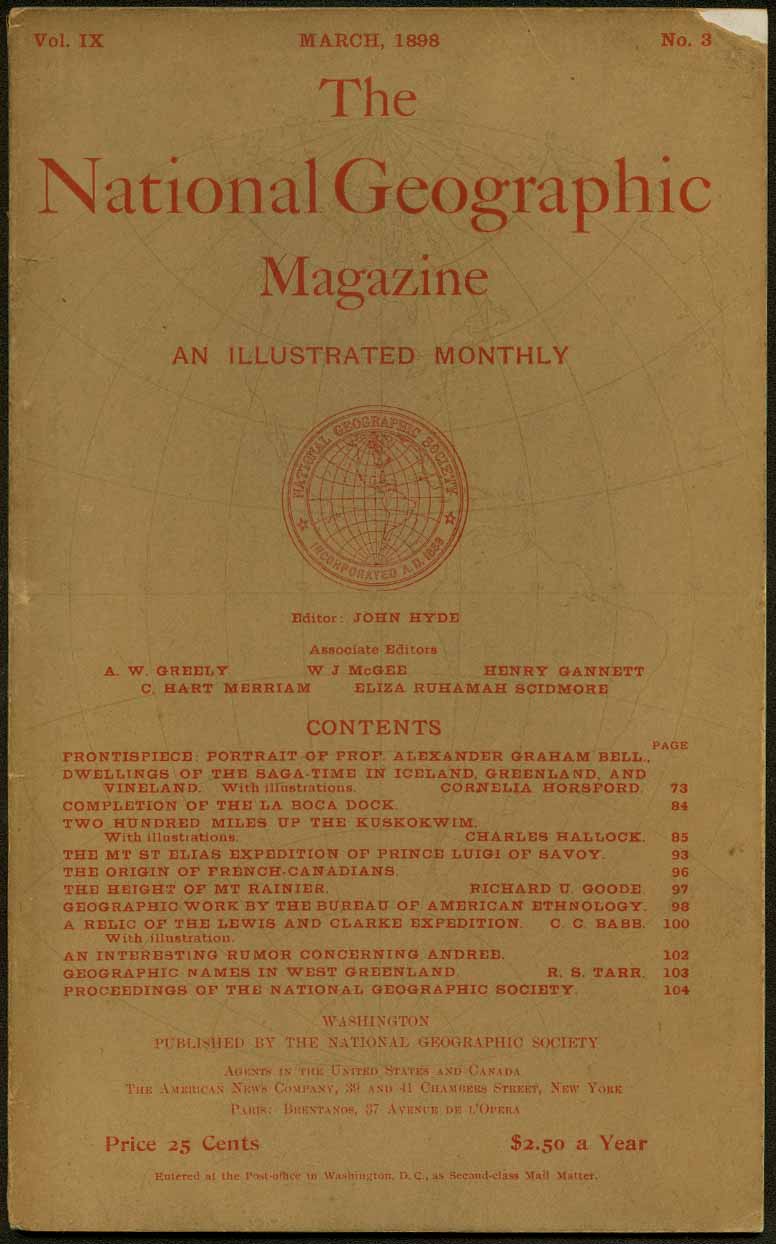 Vol. IX MARCH, 1898 No. 3
The
National Geographic
Magazine
AN ILLUSTRATED MONTHLY
NATIONAL GEOGRAPHIC SOCIETY
INCORPORATED A.D. 1888
Editor: JOHN HYDE
Associate Editors
A. W. GREELY W J McGEE HENRY GANNETT
C. HART MERRIAM ELIZA RUHAMAH SCIDMORE
CONTENTS
PAGE
FRONTISPIECE: PORTRAIT OF PROF. ALEXANDER GRAHAM BELL.,
DWELLINGS OF THE SAGA-TIME IN ICELAND, GREENLAND, AND
VINELAND. With illustrations. CORNELIA HORSFORD. 73
COMPLETION OF THE LA BOCA DOCK. 84
TWO HUNDRED MILES UP THE KUSKOKWIM.
With illustrations. CHARLES HALLOCK. 85
THE MT ST ELIAS EXPEDITION OF PRINCE LUIGI OF SAVOY. 93
THE ORIGIN OF FRENCH-CANADIANS. 96
THE HEIGHT OF MT RAINIER. RICHARD U. GOODE. 97
GEOGRAPHIC WORK BY THE BUREAU OF AMERICAN ETHNOLOGY. 98
A RELIC OF THE LEWIS AND CLARKE EXPEDITION. C. C. BABB. 100
With illustration.
AN INTERESTING RUMOR CONCERNING ANDREE. 102
GEOGRAPHIC NAMES IN WEST GREENLAND. R. S. TARR. 103
PROCEEDINGS OF THE NATIONAL GEOGRAPHIC SOCIETY. 104
WASHINGTON
PUBLISHED BY THE NATIONAL GEOGRAPHIC SOCIETY
AGENTS IN THE UNITED STATES AND CANADA
THE AMERICAN NEWS COMPANY, 39 AND 41 CHAMBERS STREET, NEW YORK
PARIS: BRENTANOS, 37 AVENUE DE L'OPERA
Price 25 Cents $2.50 a Year
Entered at the Post-office in Washington, D. C., as Second-class Mail Matter.